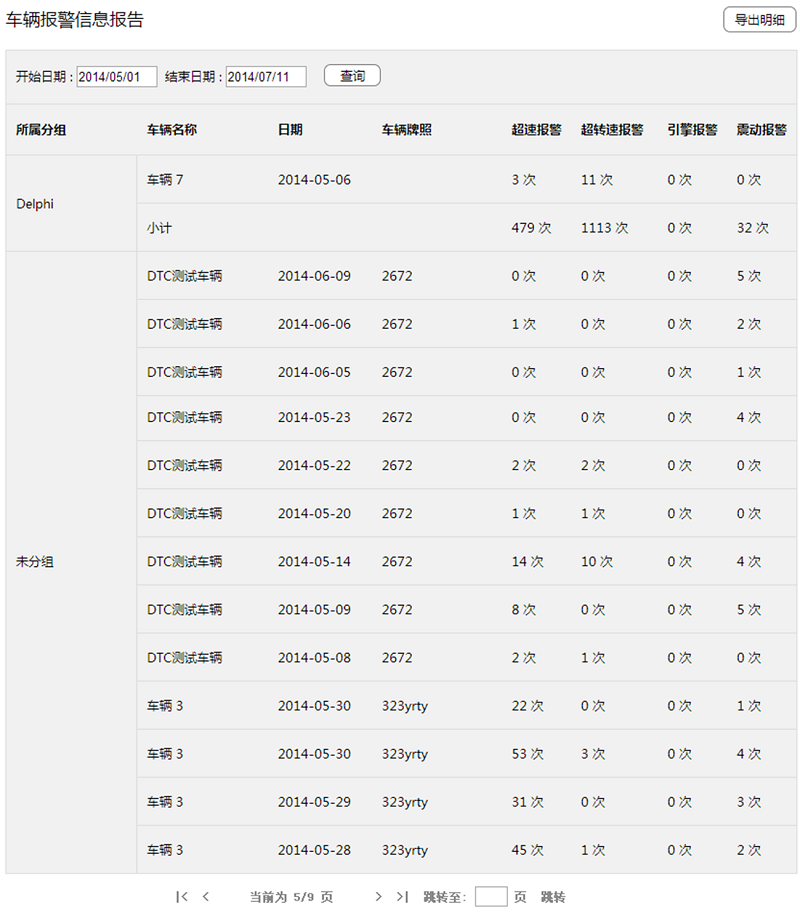 车辆报警信息报告 导出明细
开始日期：2014/05/01 结束日期：2014/07/11 查询
所属分组 车辆名称 日期 车辆牌照 超速报警 超转速报警 引擎报警 震动报警
Delphi
车辆 7 2014-05-06 3 次 11 次 0 次 0 次
小计 479 次 1113 次 0 次 32 次
未分组
DTC测试车辆 2014-06-09 2672 0 次 0 次 0 次 5 次
DTC测试车辆 2014-06-06 2672 1 次 0 次 0 次 2 次
DTC测试车辆 2014-06-05 2672 0 次 0 次 0 次 1 次
DTC测试车辆 2014-05-23 2672 0 次 0 次 0 次 4 次
DTC测试车辆 2014-05-22 2672 2 次 2 次 0 次 0 次
DTC测试车辆 2014-05-20 2672 1 次 1 次 0 次 0 次
DTC测试车辆 2014-05-14 2672 14 次 10 次 0 次 4 次
DTC测试车辆 2014-05-09 2672 8 次 0 次 0 次 5 次
DTC测试车辆 2014-05-08 2672 2 次 1 次 0 次 0 次
车辆 3 2014-05-30 323yrty 22 次 0 次 0 次 1 次
车辆 3 2014-05-30 323yrty 53 次 3 次 0 次 4 次
车辆 3 2014-05-29 323yrty 31 次 0 次 0 次 3 次
车辆 3 2014-05-28 323yrty 45 次 1 次 0 次 2 次
|< < 当前为 5/9 页 > >| 跳转至: 页 跳转